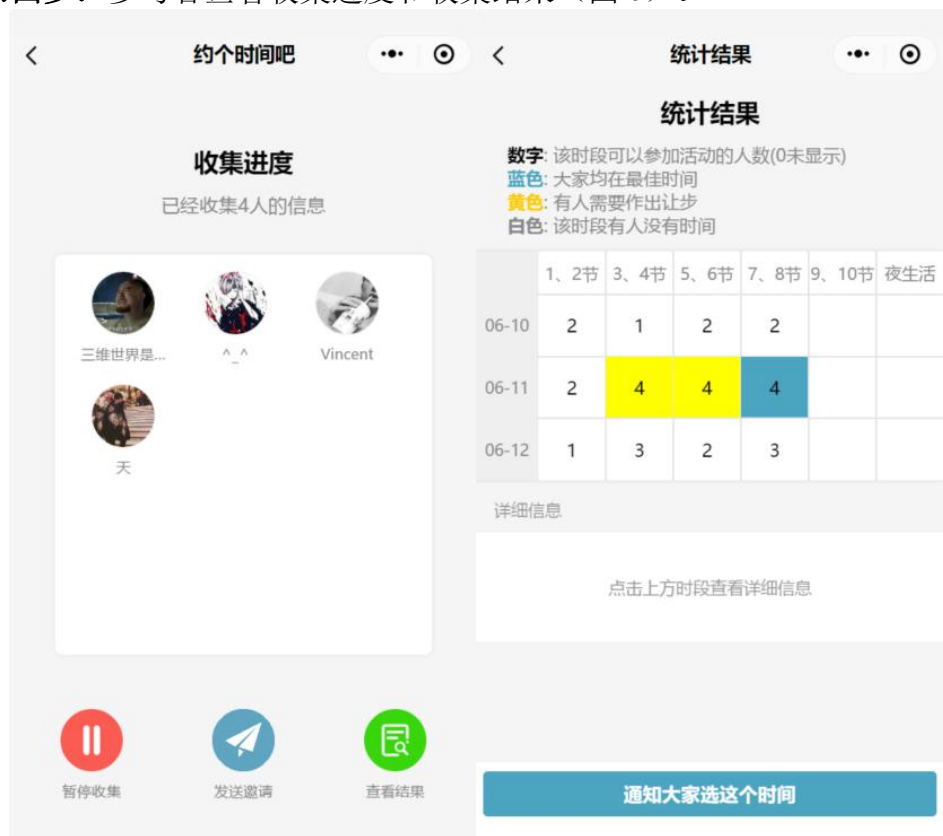 约个时间吧
收集进度
已经收集4人的信息
三维世界是...
^_^
Vincent
天
暂停收集
发送邀请
查看结果
统计结果
统计结果
数字: 该时段可以参加活动的人数(0未显示)
蓝色: 大家均在最佳时间
黄色: 有人需要作出让步
白色: 该时段有人没有时间
1、2节 3、4节 5、6节 7、8节 9、10节 夜生活
06-10 2 1 2 2
06-11 2 4 4 4
06-12 1 3 2 3
详细信息
点击上方时段查看详细信息
通知大家选这个时间